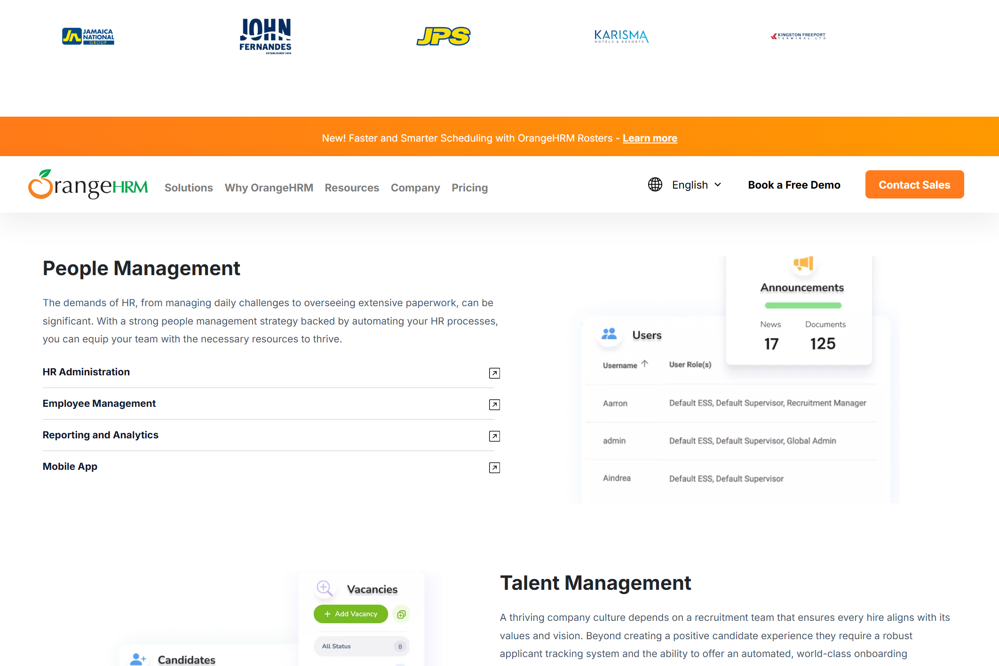 JAMAICA
NATIONAL
GROUP
JOHN
FERNANDES
ESTABLISHED 1959
JPS
KARISMA
HOTELS & RESORTS
KINGSTON FREEPORT
TERMINAL LTD
New! Faster and Smarter Scheduling with OrangeHRM Rosters - Learn more
OrangeHRM
Solutions
Why OrangeHRM
Resources
Company
Pricing
English
Book a Free Demo
Contact Sales
People Management
The demands of HR, from managing daily challenges to overseeing extensive paperwork, can be
significant. With a strong people management strategy backed by automating your HR processes,
you can equip your team with the necessary resources to thrive.
HR Administration
Employee Management
Reporting and Analytics
Mobile App
Announcements
News Documents
17 125
Users
Username User Role(s)
Aarron Default ESS, Default Supervisor, Recruitment Manager
admin Default ESS, Default Supervisor, Global Admin
Aindrea Default ESS, Default Supervisor
Vacancies
+ Add Vacancy
All Status 8
Candidates
Talent Management
A thriving company culture depends on a recruitment team that ensures every hire aligns with its
values and vision. Beyond creating a positive candidate experience they require a robust
applicant tracking system and the ability to offer an automated, world-class onboarding